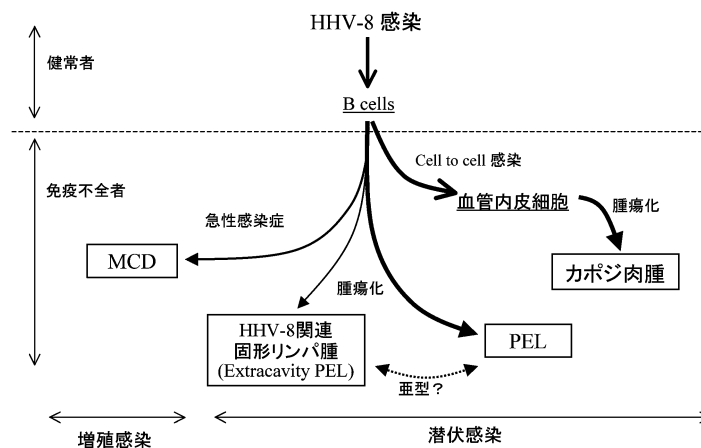 HHV-8 感染
健常者
B cells
Cell to cell 感染
免疫不全者
血管内皮細胞
腫瘍化
急性感染症
MCD
カポジ肉腫
腫瘍化
HHV-8関連
固形リンパ腫
(Extracavity PEL)
PEL
亜型？
増殖感染
潜伏感染